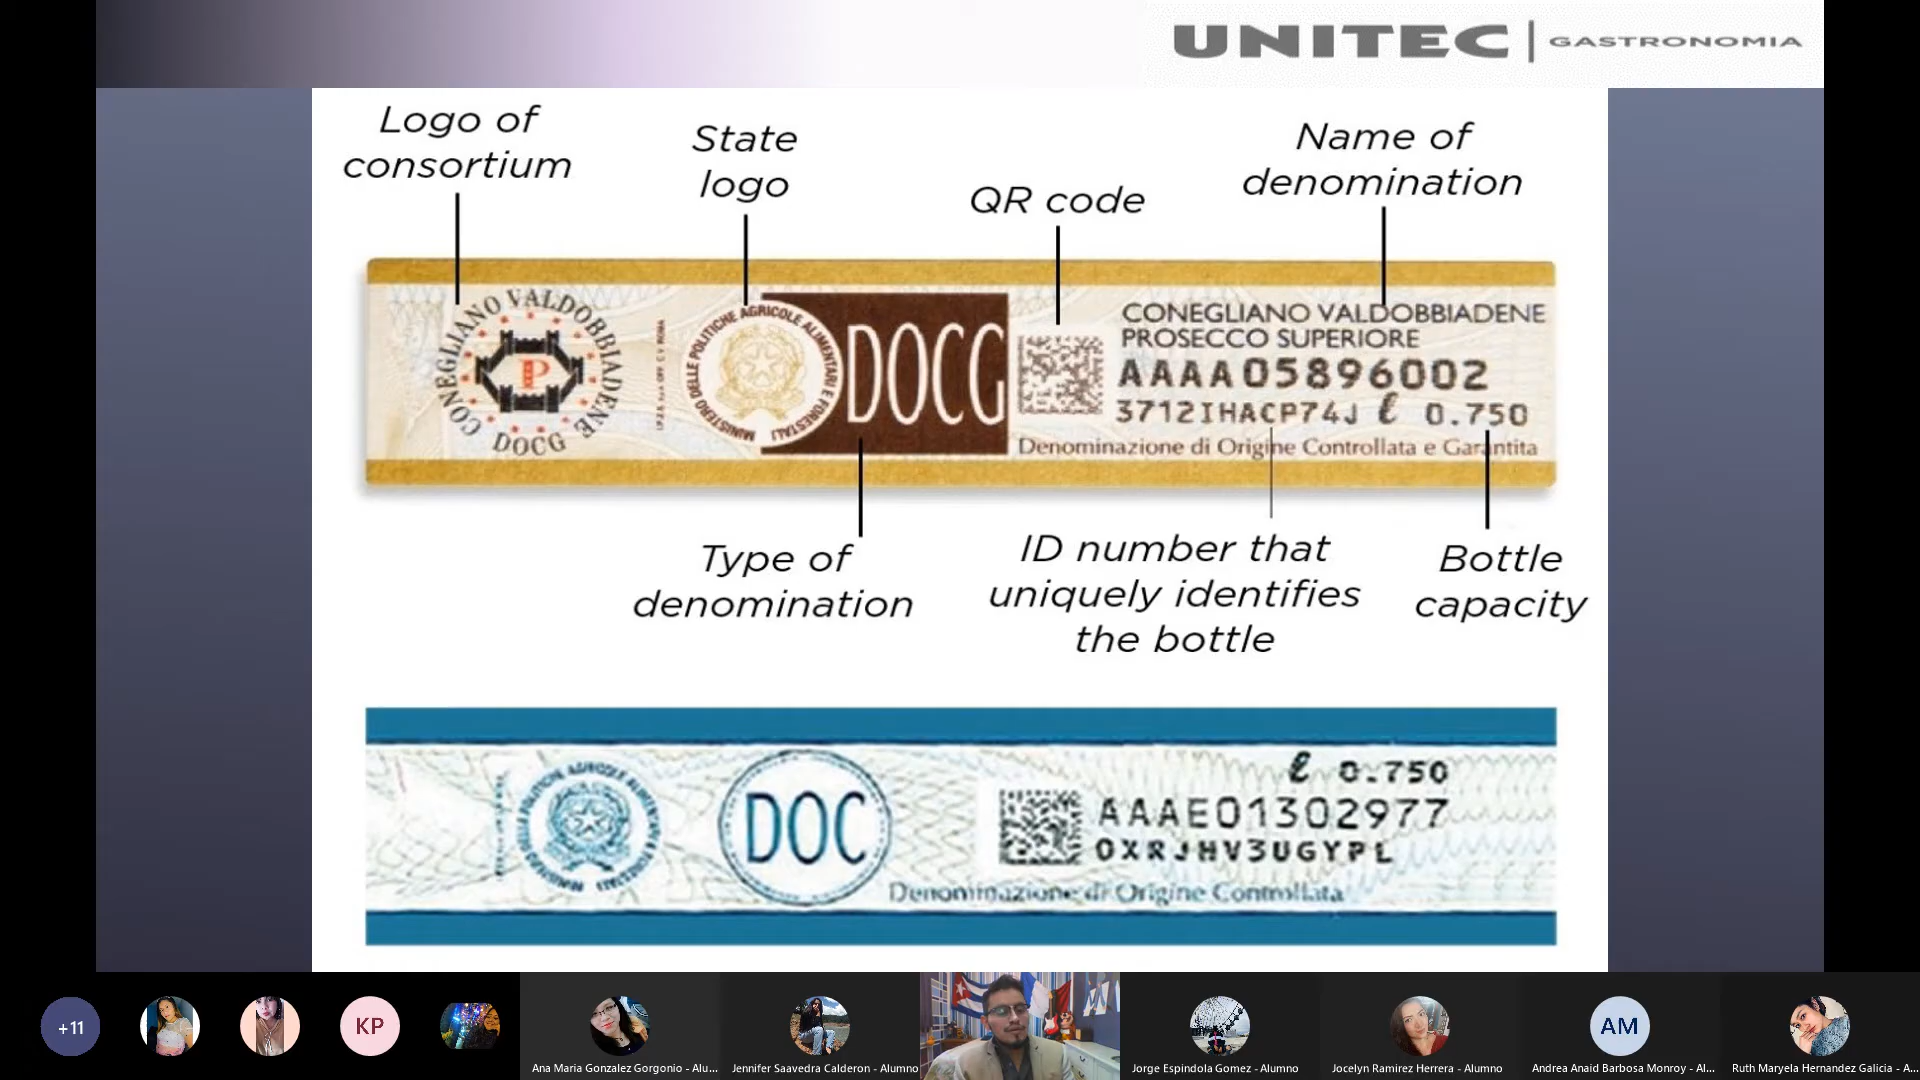 UNITEC | GASTRONOMIA
Logo of
consortium
State
logo
QR code
Name of
denomination
CONEGLIANO VALDOBBIADENE
DOCG
MINISTERO DELLE POLITICHE AGRICOLE ALIMENTARI E FORESTALI
DOCG
CONEGLIANO VALDOBBIADENE
PROSECCO SUPERIORE
AAAA05896002
3712IHACP74J ℓ 0.750
Denominazione di Origine Controllata e Garantita
Type of
denomination
ID number that
uniquely identifies
the bottle
Bottle
capacity
DOC
ℓ 0.750
AAAE01302977
0XRJHV3UGYPL
Denominazione di Origine Controllata
+11
KP
AM
Ana Maria Gonzalez Gorgonio - Alu...
Jennifer Saavedra Calderon - Alumno
Jorge Espindola Gomez - Alumno
Jocelyn Ramirez Herrera - Alumno
Andrea Anaid Barbosa Monroy - Al...
Ruth Maryela Hernandez Galicia - A...